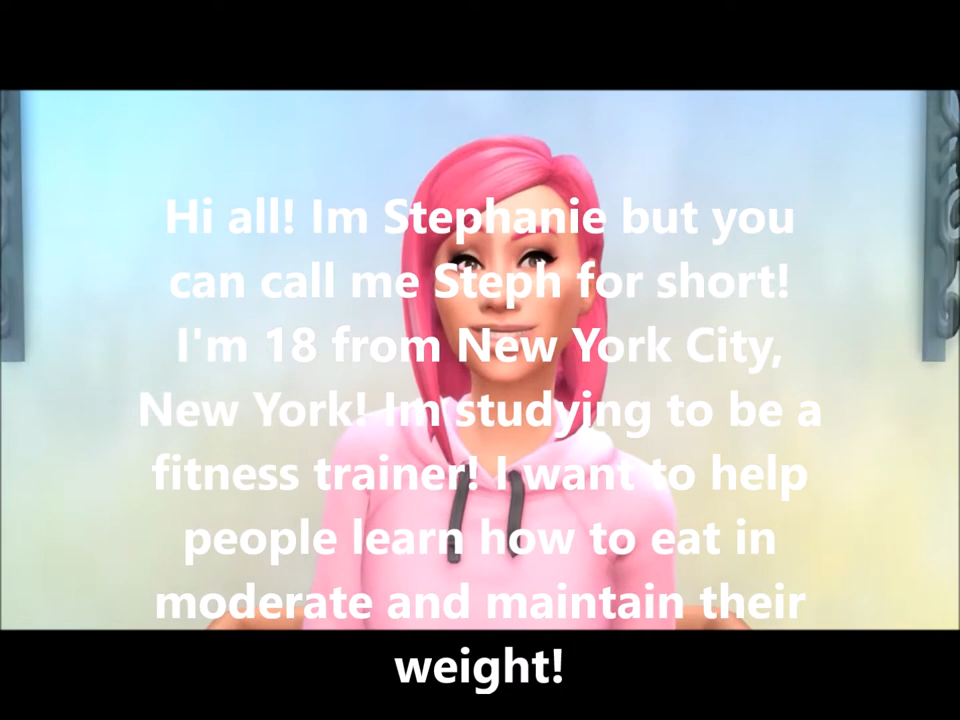 Hi all! Im Stephanie but you
can call me Steph for short!
I'm 18 from New York City,
New York! Im studying to be a
fitness trainer! I want to help
people learn how to eat in
moderate and maintain their
weight!